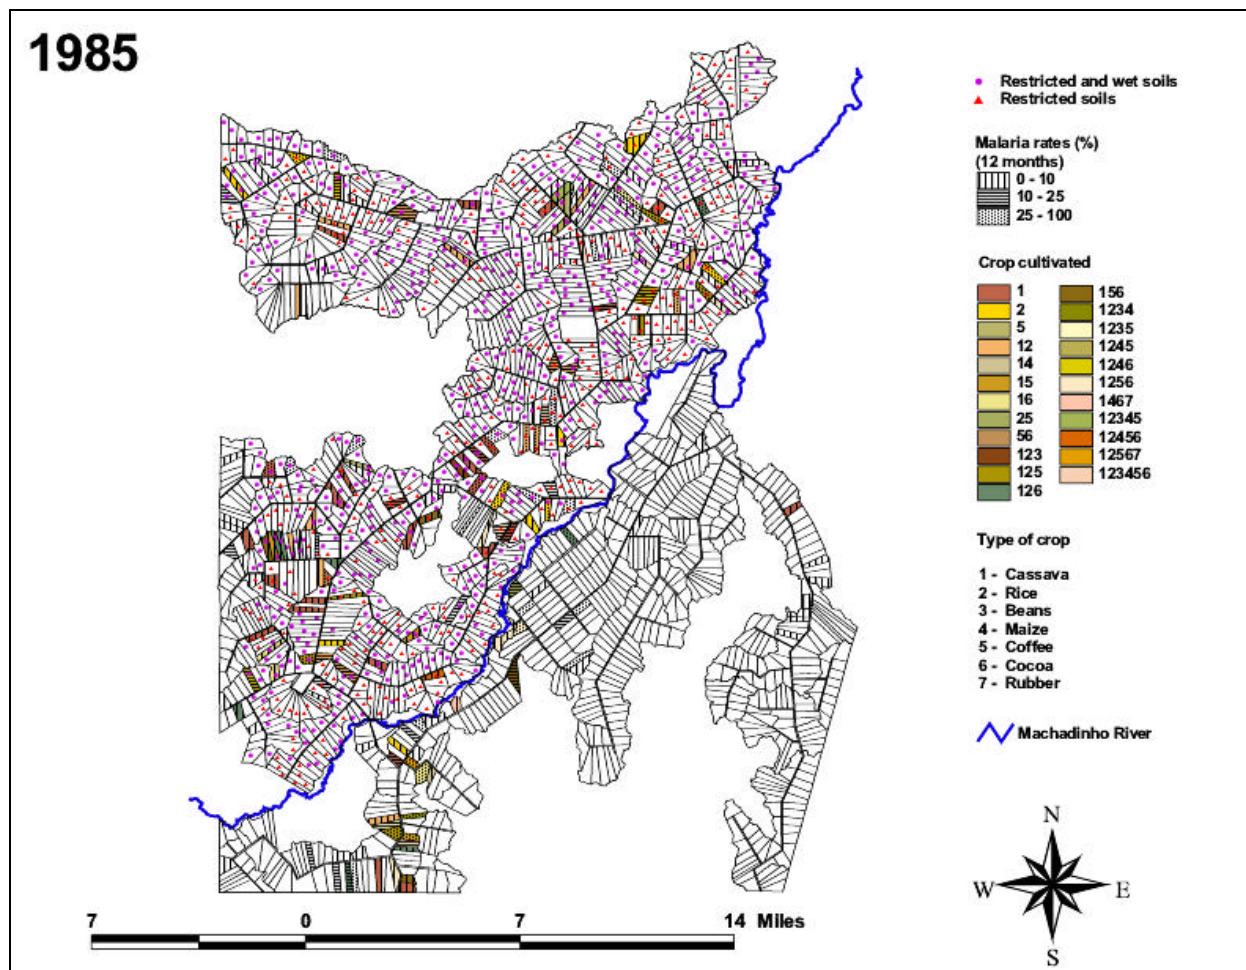 1985
Restricted and wet soils
Restricted soils
Malaria rates (%)
(12 months)
0 - 10
10 - 25
25 - 100
Crop cultivated
1
2
5
12
14
15
16
25
56
123
125
126
156
1234
1235
1245
1246
1256
1467
12345
12456
12567
123456
Type of crop
1 - Cassava
2 - Rice
3 - Beans
4 - Maize
5 - Coffee
6 - Cocoa
7 - Rubber
Machadinho River
N
W E
S
7 0 7 14 Miles